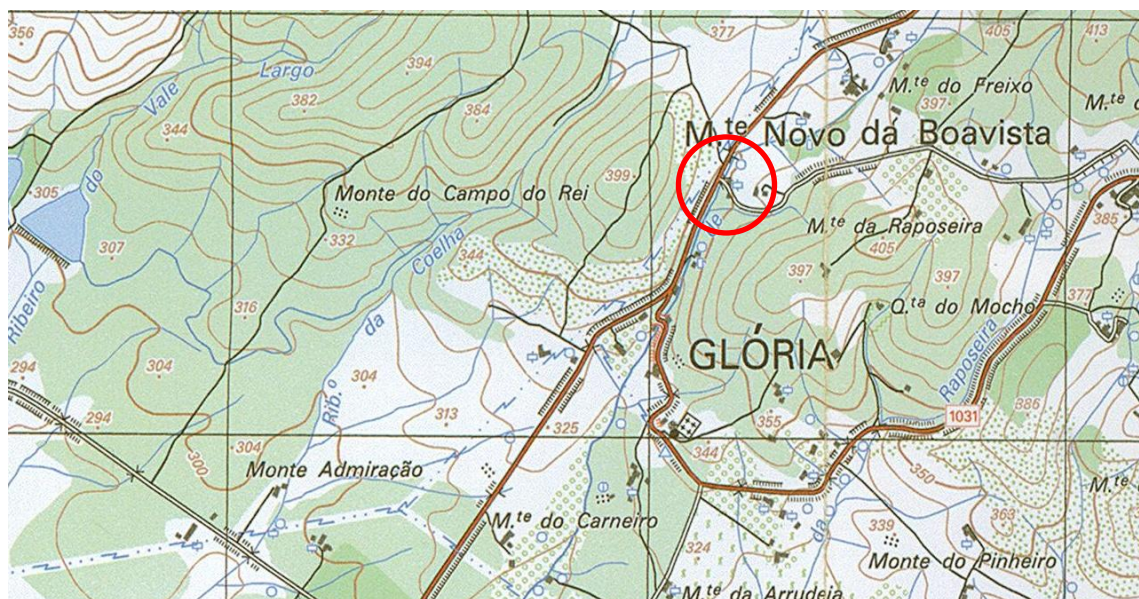 356
377
405
413
Largo
394
M.te do Freixo
Vale
382
384
397
M.te
344
M.te Novo da Boavista
do
305
399
Monte do Campo do Rei
385
332
M.te da Raposeira
307
Coelha
344
405
397
397
377
316
Q.ta do Mocho
Ribeiro
da
GLÓRIA
Raposeira
294
304
304
Rib.o
386
313
1031
294
325
355
304
344
300
Monte Admiração
350
M.te
M.te do Carneiro
363
339
324
da
Monte do Pinheiro
M.te da Arrudeia